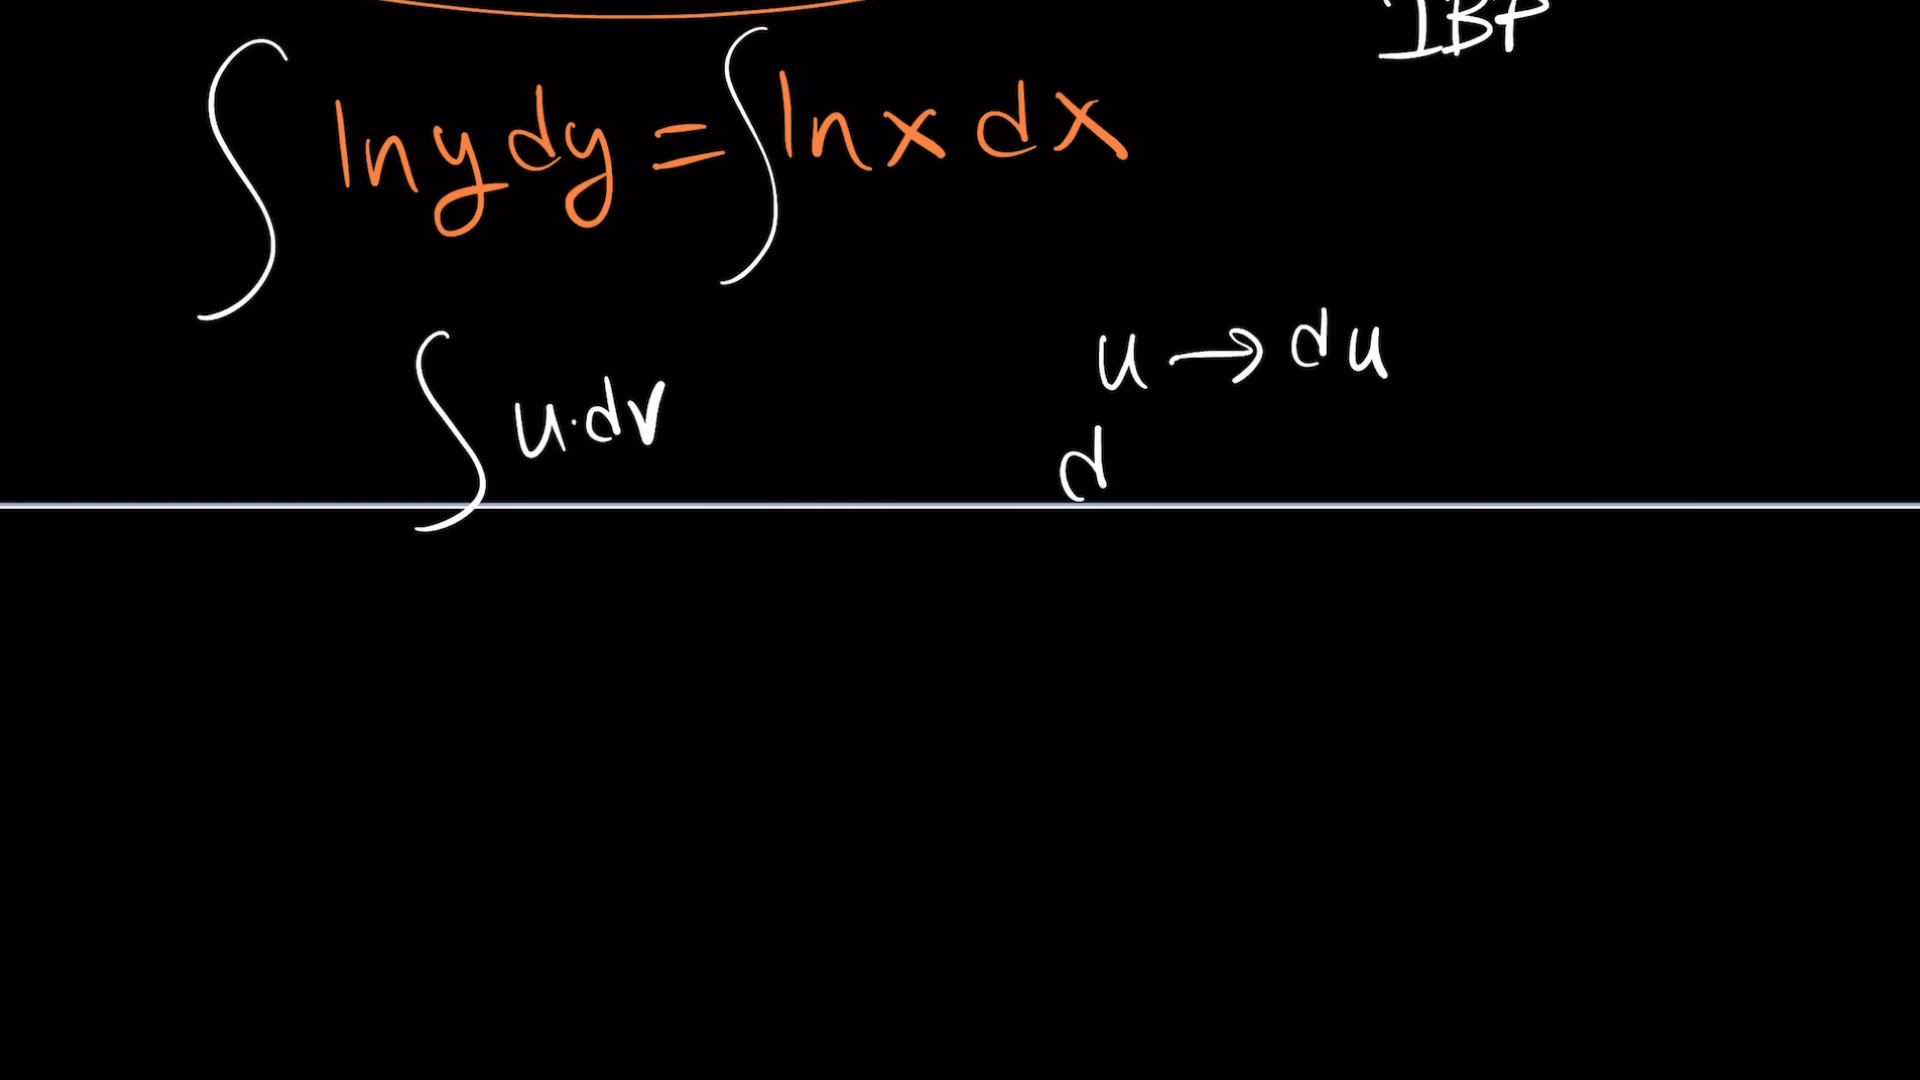 IBP
∫ ln y dy = ∫ ln x dx
u → du
∫ u · dv
d